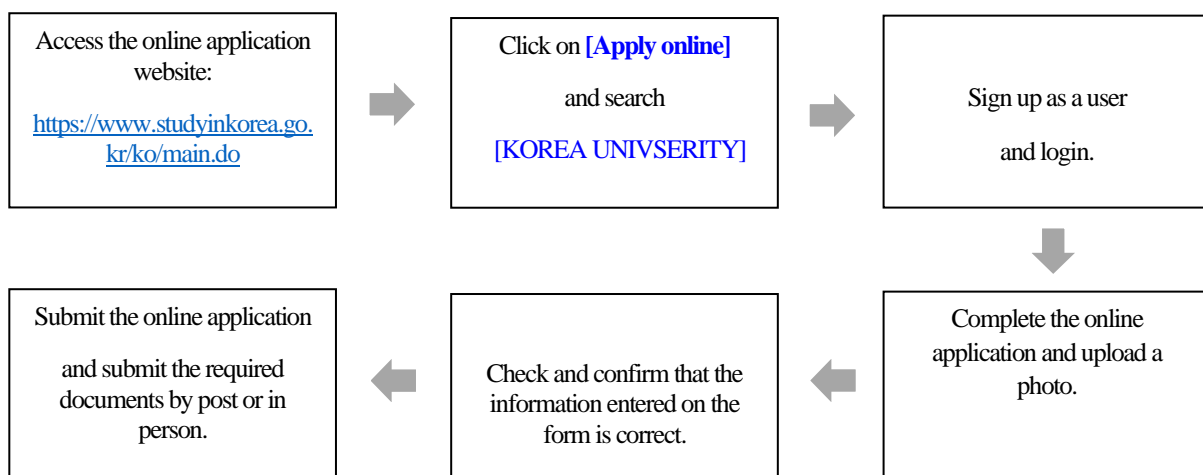 Access the online application
website:
https://www.studyinkorea.go.
kr/ko/main.do
Click on [Apply online]
and search
[KOREA UNIVSERITY]
Sign up as a user
and login.
Complete the online
application and upload a
photo.
Check and confirm that the
information entered on the
form is correct.
Submit the online application
and submit the required
documents by post or in
person.